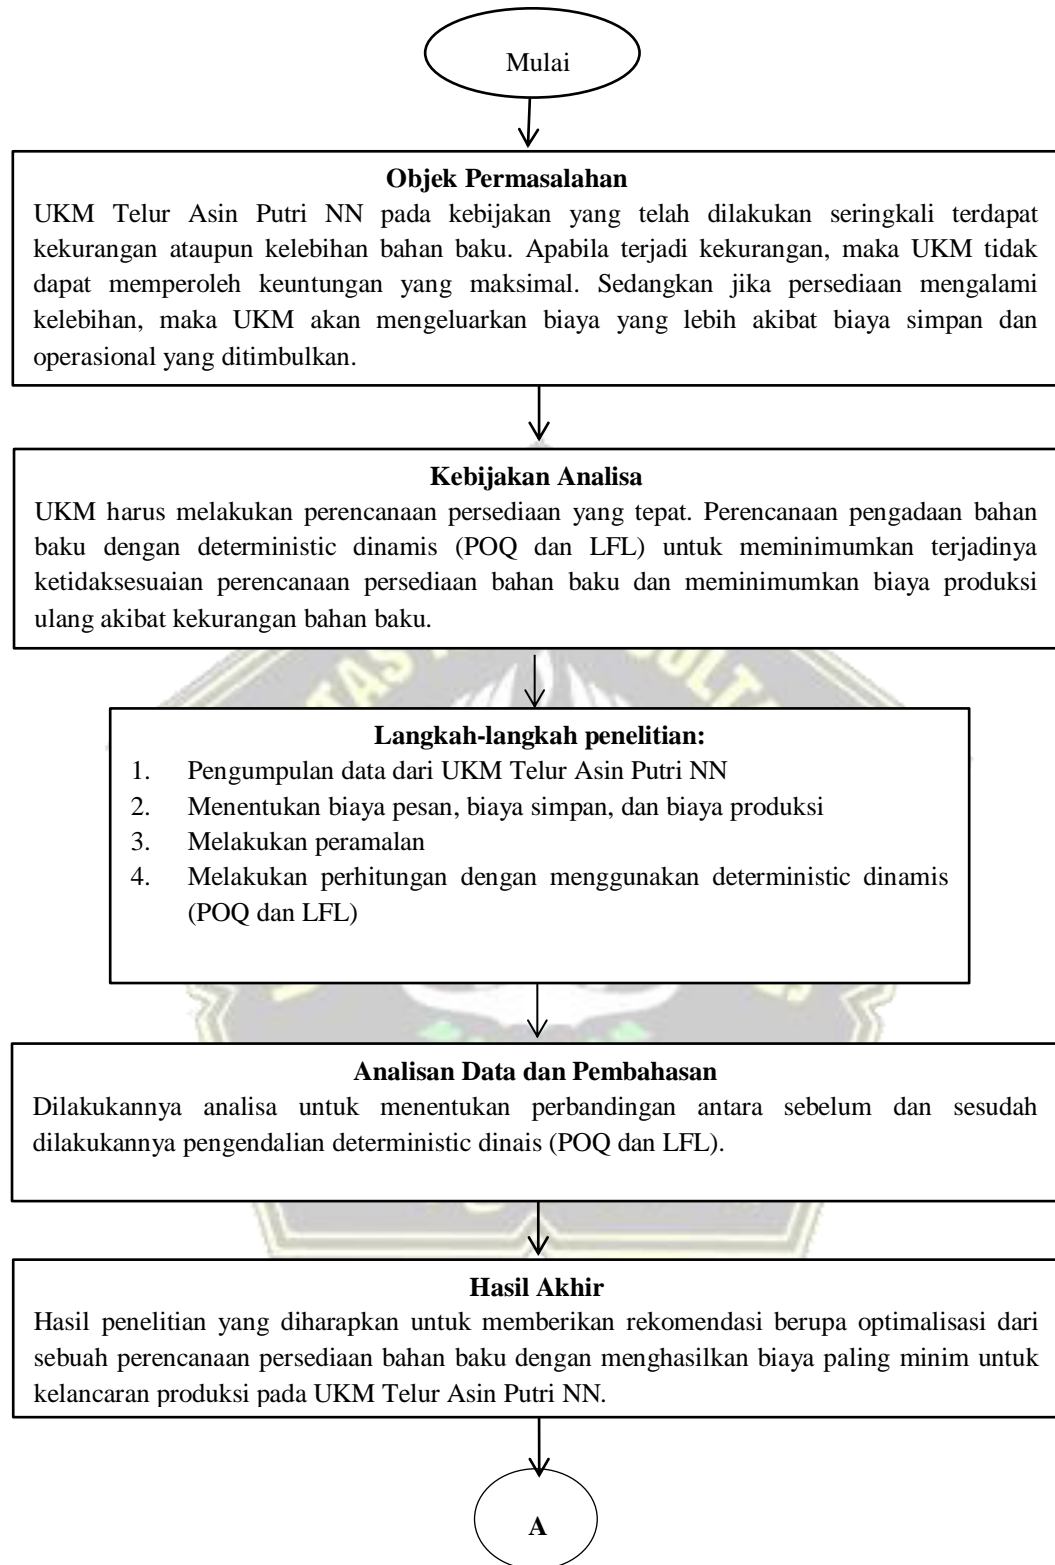 Mulai
Objek Permasalahan
UKM Telur Asin Putri NN pada kebijakan yang telah dilakukan seringkali terdapat
kekurangan ataupun kelebihan bahan baku. Apabila terjadi kekurangan, maka UKM tidak
dapat memperoleh keuntungan yang maksimal. Sedangkan jika persediaan mengalami
kelebihan, maka UKM akan mengeluarkan biaya yang lebih akibat biaya simpan dan
operasional yang ditimbulkan.
Kebijakan Analisa
UKM harus melakukan perencanaan persediaan yang tepat. Perencanaan pengadaan bahan
baku dengan deterministic dinamis (POQ dan LFL) untuk meminimumkan terjadinya
ketidaksesuaian perencanaan persediaan bahan baku dan meminimumkan biaya produksi
ulang akibat kekurangan bahan baku.
Langkah-langkah penelitian:
1. Pengumpulan data dari UKM Telur Asin Putri NN
2. Menentukan biaya pesan, biaya simpan, dan biaya produksi
3. Melakukan peramalan
4. Melakukan perhitungan dengan menggunakan deterministic dinamis
(POQ dan LFL)
Analisan Data dan Pembahasan
Dilakukannya analisa untuk menentukan perbandingan antara sebelum dan sesudah
dilakukannya pengendalian deterministic dinais (POQ dan LFL).
Hasil Akhir
Hasil penelitian yang diharapkan untuk memberikan rekomendasi berupa optimalisasi dari
sebuah perencanaan persediaan bahan baku dengan menghasilkan biaya paling minim untuk
kelancaran produksi pada UKM Telur Asin Putri NN.
A